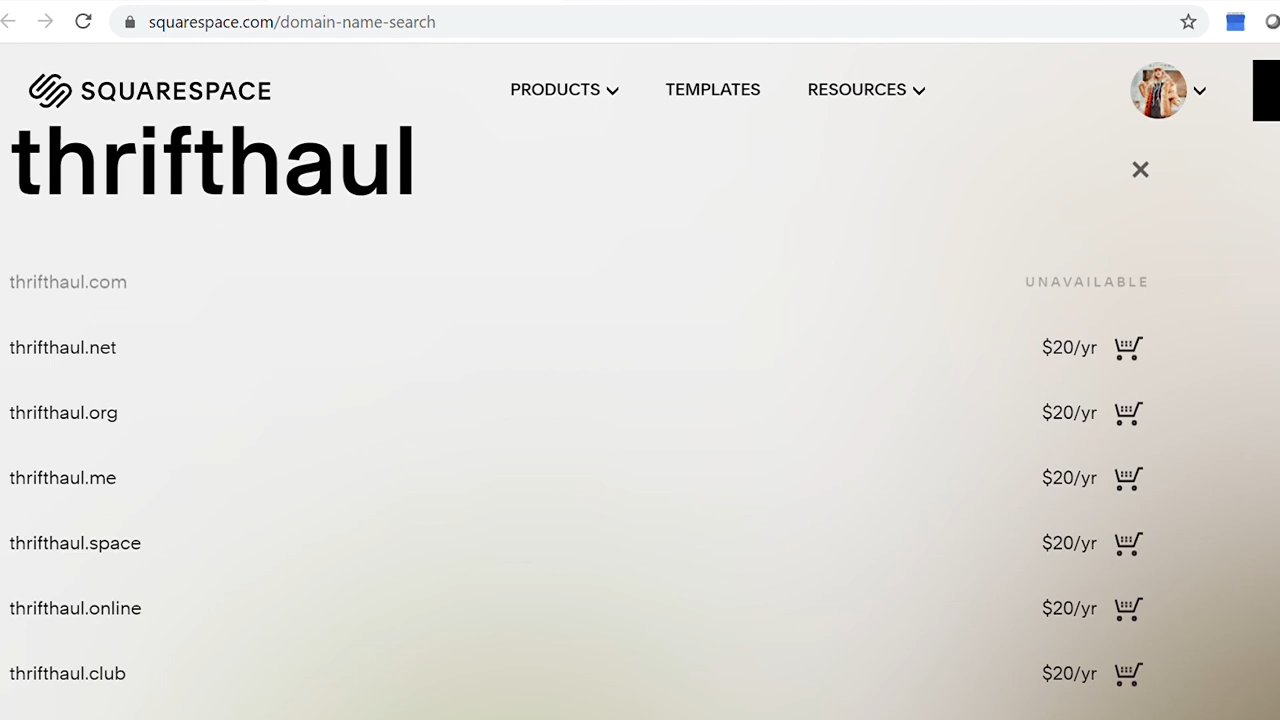 squarespace.com/domain-name-search
SQUARESPACE PRODUCTS TEMPLATES RESOURCES
thrifthaul
thrifthaul.com UNAVAILABLE
thrifthaul.net $20/yr
thrifthaul.org $20/yr
thrifthaul.me $20/yr
thrifthaul.space $20/yr
thrifthaul.online $20/yr
thrifthaul.club $20/yr